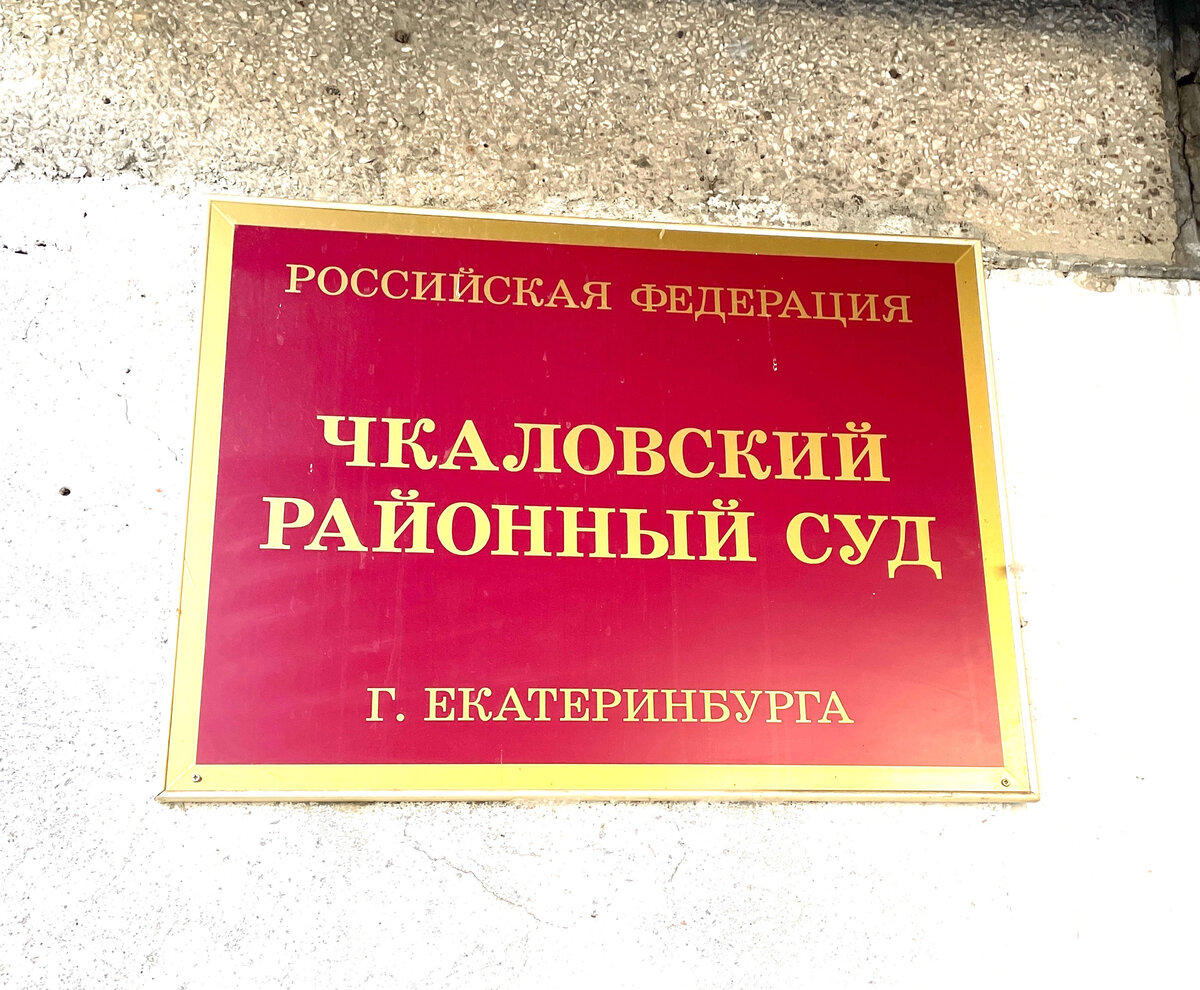 РОССИЙСКАЯ ФЕДЕРАЦИЯ
ЧКАЛОВСКИЙ
РАЙОННЫЙ СУД
Г. ЕКАТЕРИНБУРГА